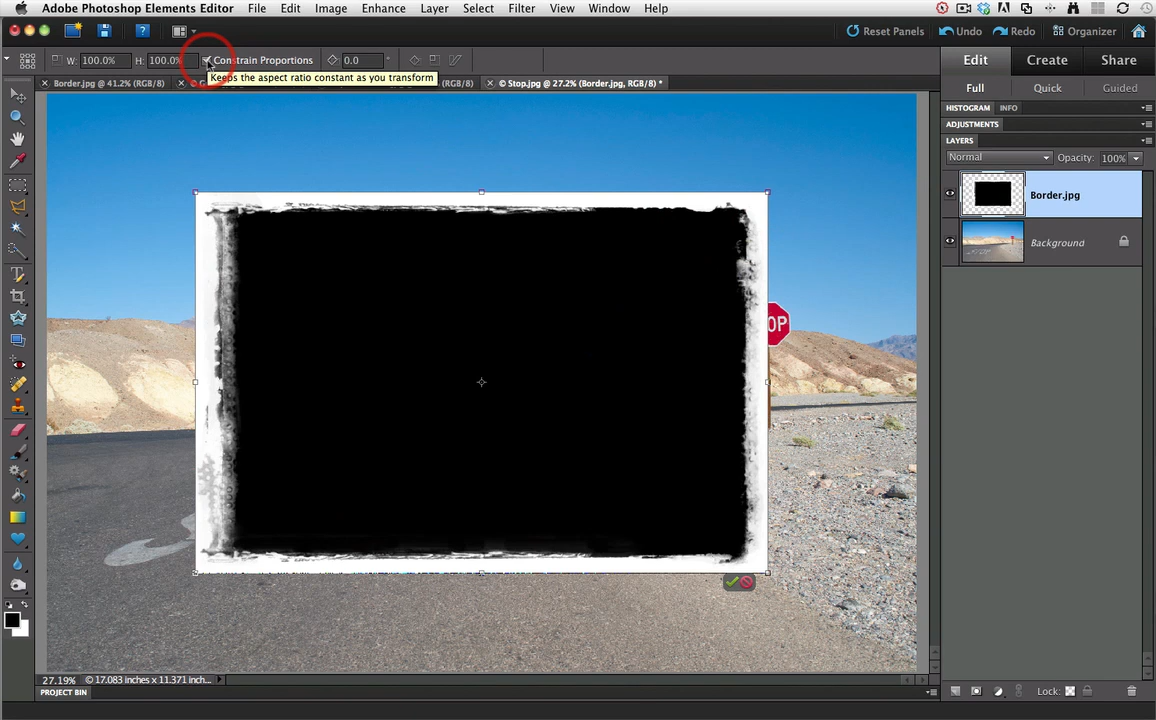 Adobe Photoshop Elements Editor File Edit Image Enhance Layer Select Filter View Window Help
Reset Panels Undo Redo Organizer
W: 100.0% H: 100.0% Constrain Proportions 0.0 °
Edit Create Share
Keeps the aspect ratio constant as you transform
Border.jpg @ 41.2% (RGB/8) © G (RGB/8) © Stop.jpg @ 27.2% (Border.jpg, RGB/8) *
Full Quick Guided
HISTOGRAM INFO
ADJUSTMENTS
LAYERS
Normal Opacity: 100%
Border.jpg
Background
OP
27.19% © 17.083 inches x 11.371 inch...
PROJECT BIN
Lock: